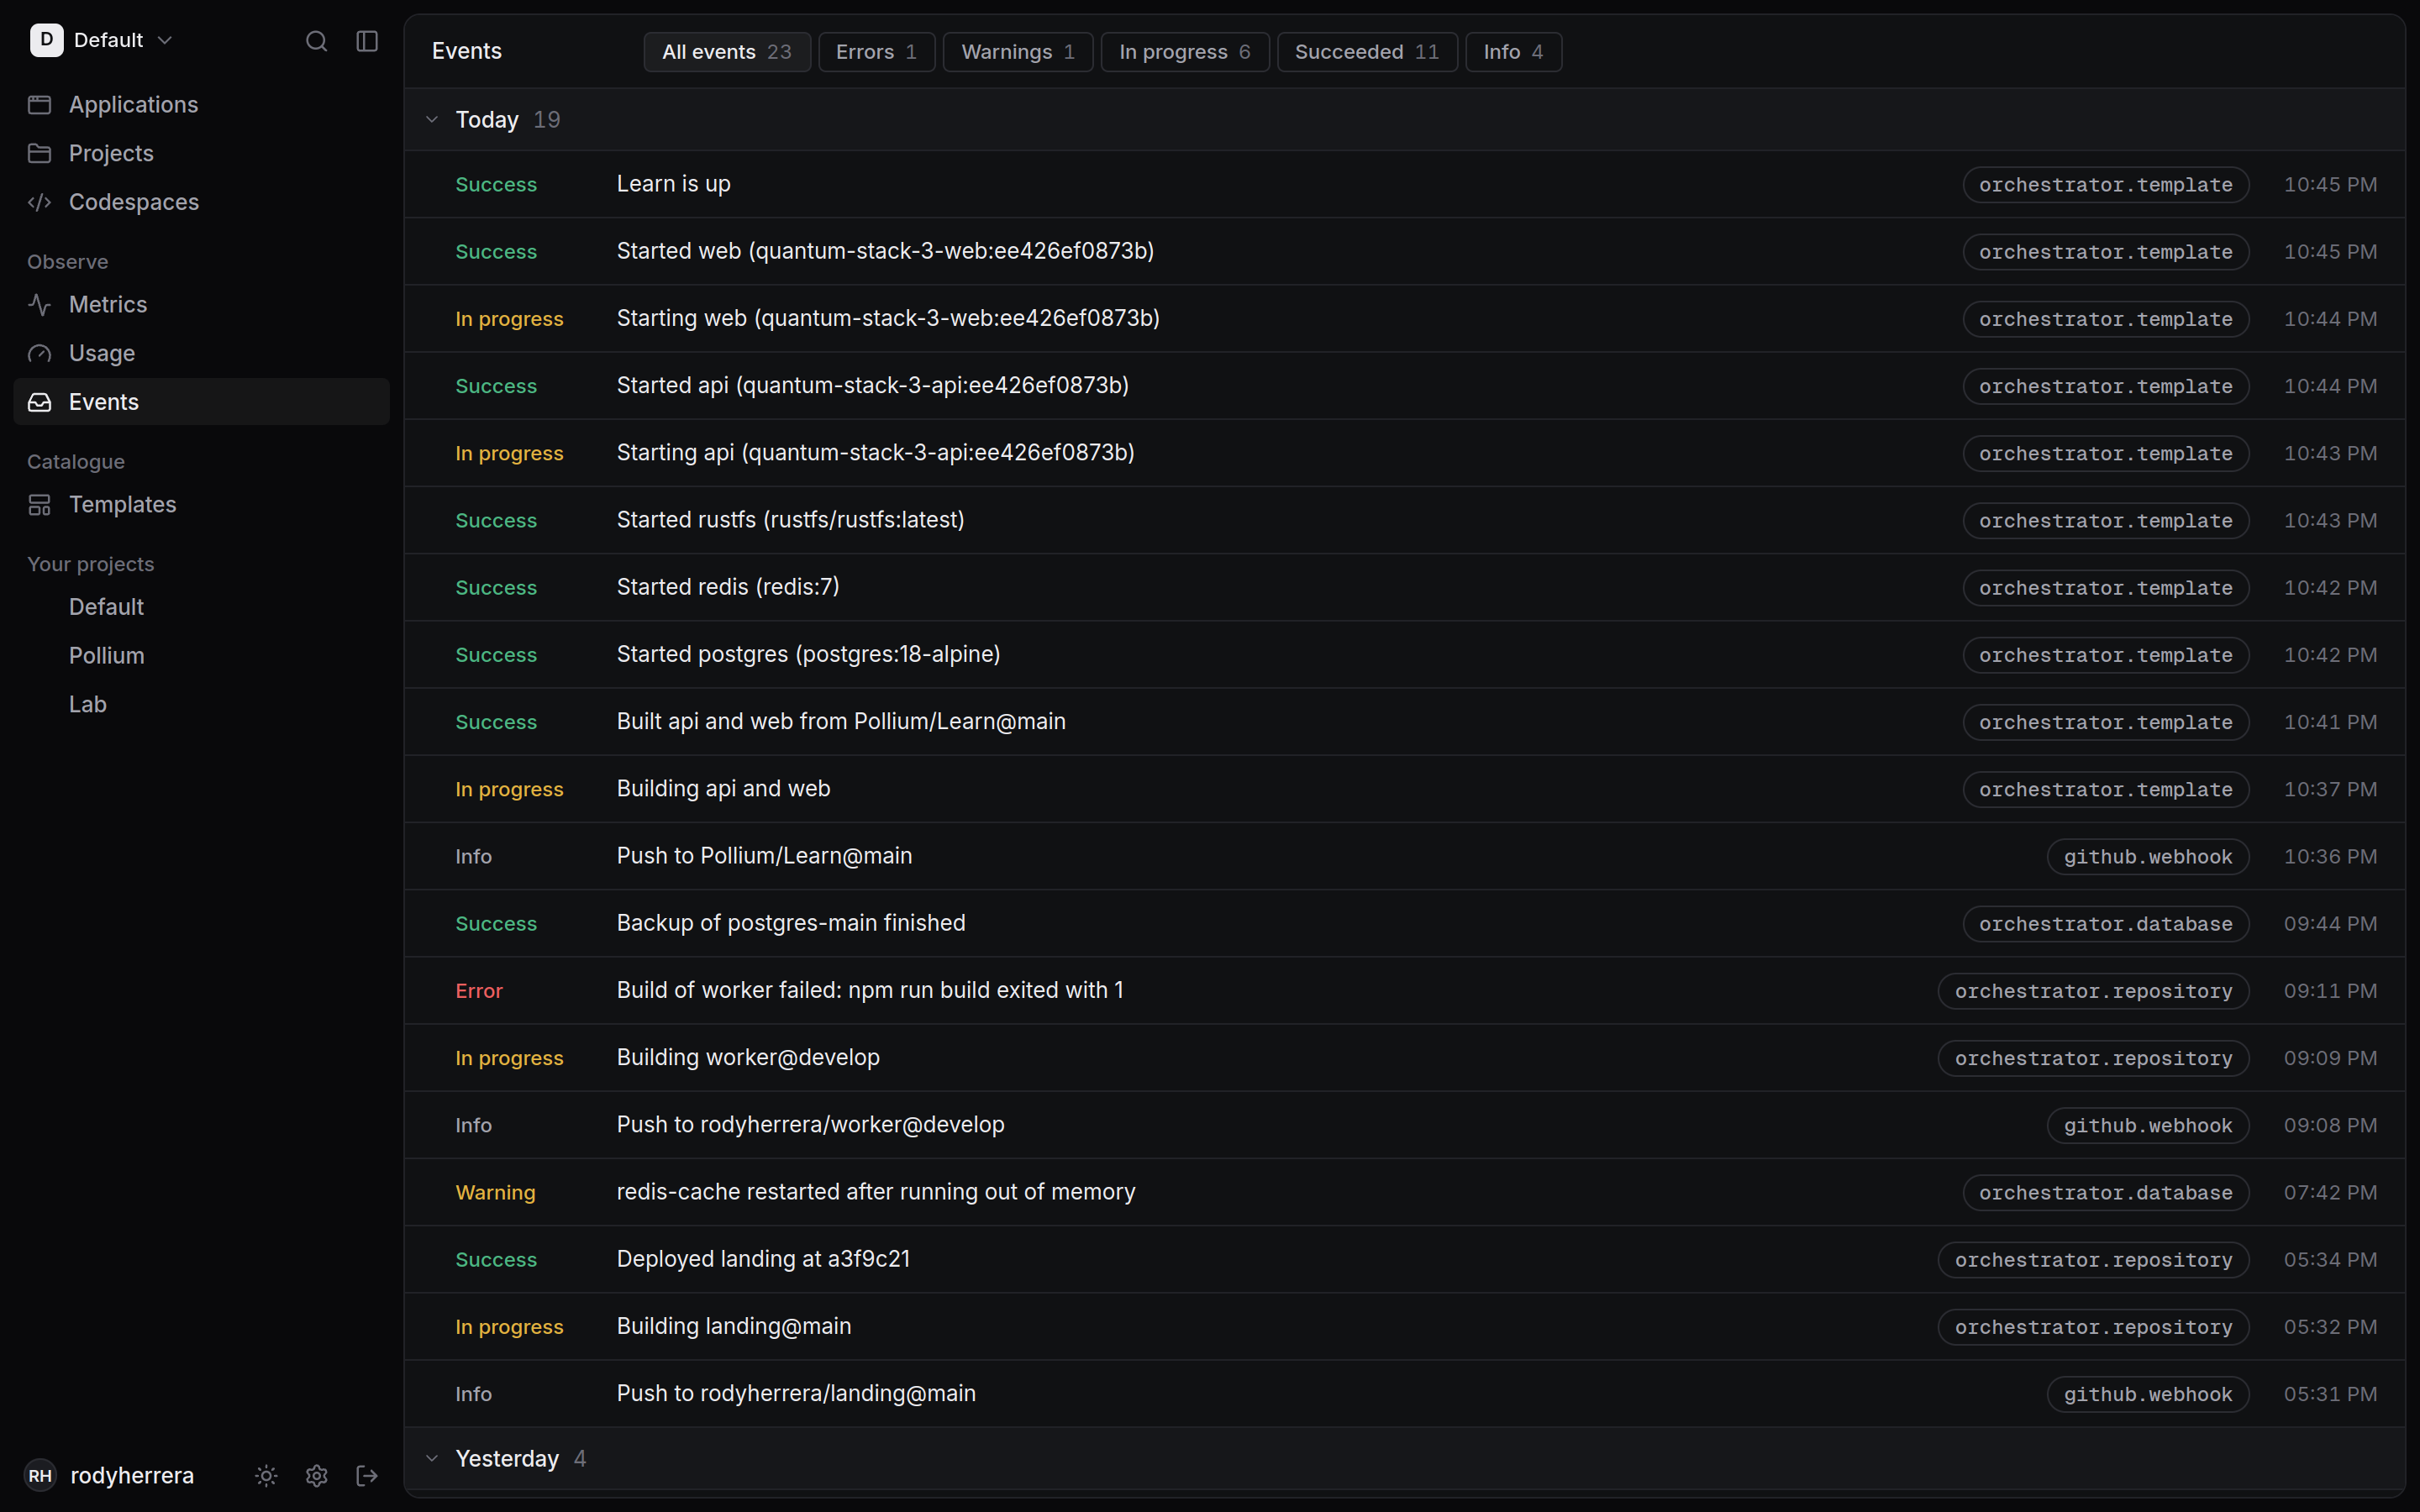 D Default
Applications
Projects
Codespaces
Observe
Metrics
Usage
Events
Catalogue
Templates
Your projects
Default
Pollium
Lab
RH rodyherrera
Events All events 23 Errors 1 Warnings 1 In progress 6 Succeeded 11 Info 4
Today 19
Success Learn is up orchestrator.template 10:45 PM
Success Started web (quantum-stack-3-web:ee426ef0873b) orchestrator.template 10:45 PM
In progress Starting web (quantum-stack-3-web:ee426ef0873b) orchestrator.template 10:44 PM
Success Started api (quantum-stack-3-api:ee426ef0873b) orchestrator.template 10:44 PM
In progress Starting api (quantum-stack-3-api:ee426ef0873b) orchestrator.template 10:43 PM
Success Started rustfs (rustfs/rustfs:latest) orchestrator.template 10:43 PM
Success Started redis (redis:7) orchestrator.template 10:42 PM
Success Started postgres (postgres:18-alpine) orchestrator.template 10:42 PM
Success Built api and web from Pollium/Learn@main orchestrator.template 10:41 PM
In progress Building api and web orchestrator.template 10:37 PM
Info Push to Pollium/Learn@main github.webhook 10:36 PM
Success Backup of postgres-main finished orchestrator.database 09:44 PM
Error Build of worker failed: npm run build exited with 1 orchestrator.repository 09:11 PM
In progress Building worker@develop orchestrator.repository 09:09 PM
Info Push to rodyherrera/worker@develop github.webhook 09:08 PM
Warning redis-cache restarted after running out of memory orchestrator.database 07:42 PM
Success Deployed landing at a3f9c21 orchestrator.repository 05:34 PM
In progress Building landing@main orchestrator.repository 05:32 PM
Info Push to rodyherrera/landing@main github.webhook 05:31 PM
Yesterday 4